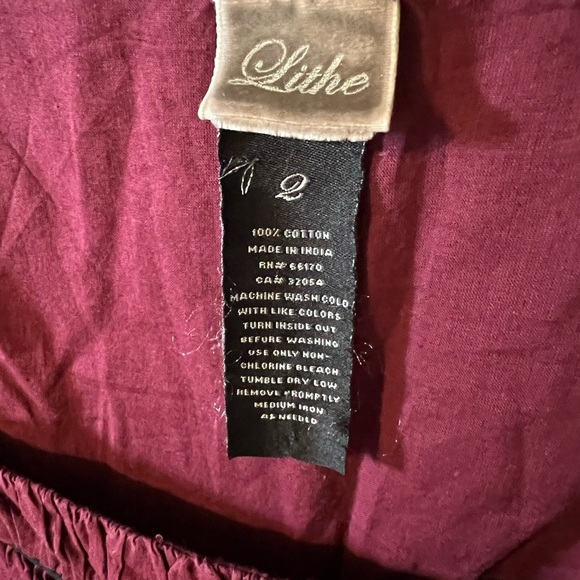 Lithe
2
100% COTTON
MADE IN INDIA
RN# 66170
CA# 32054
MACHINE WASH COLD
WITH LIKE COLORS
TURN INSIDE OUT
BEFORE WASHING
USE ONLY NON-
CHLORINE BLEACH
TUMBLE DRY LOW
REMOVE PROMPTLY
MEDIUM IRON
AS NEEDED